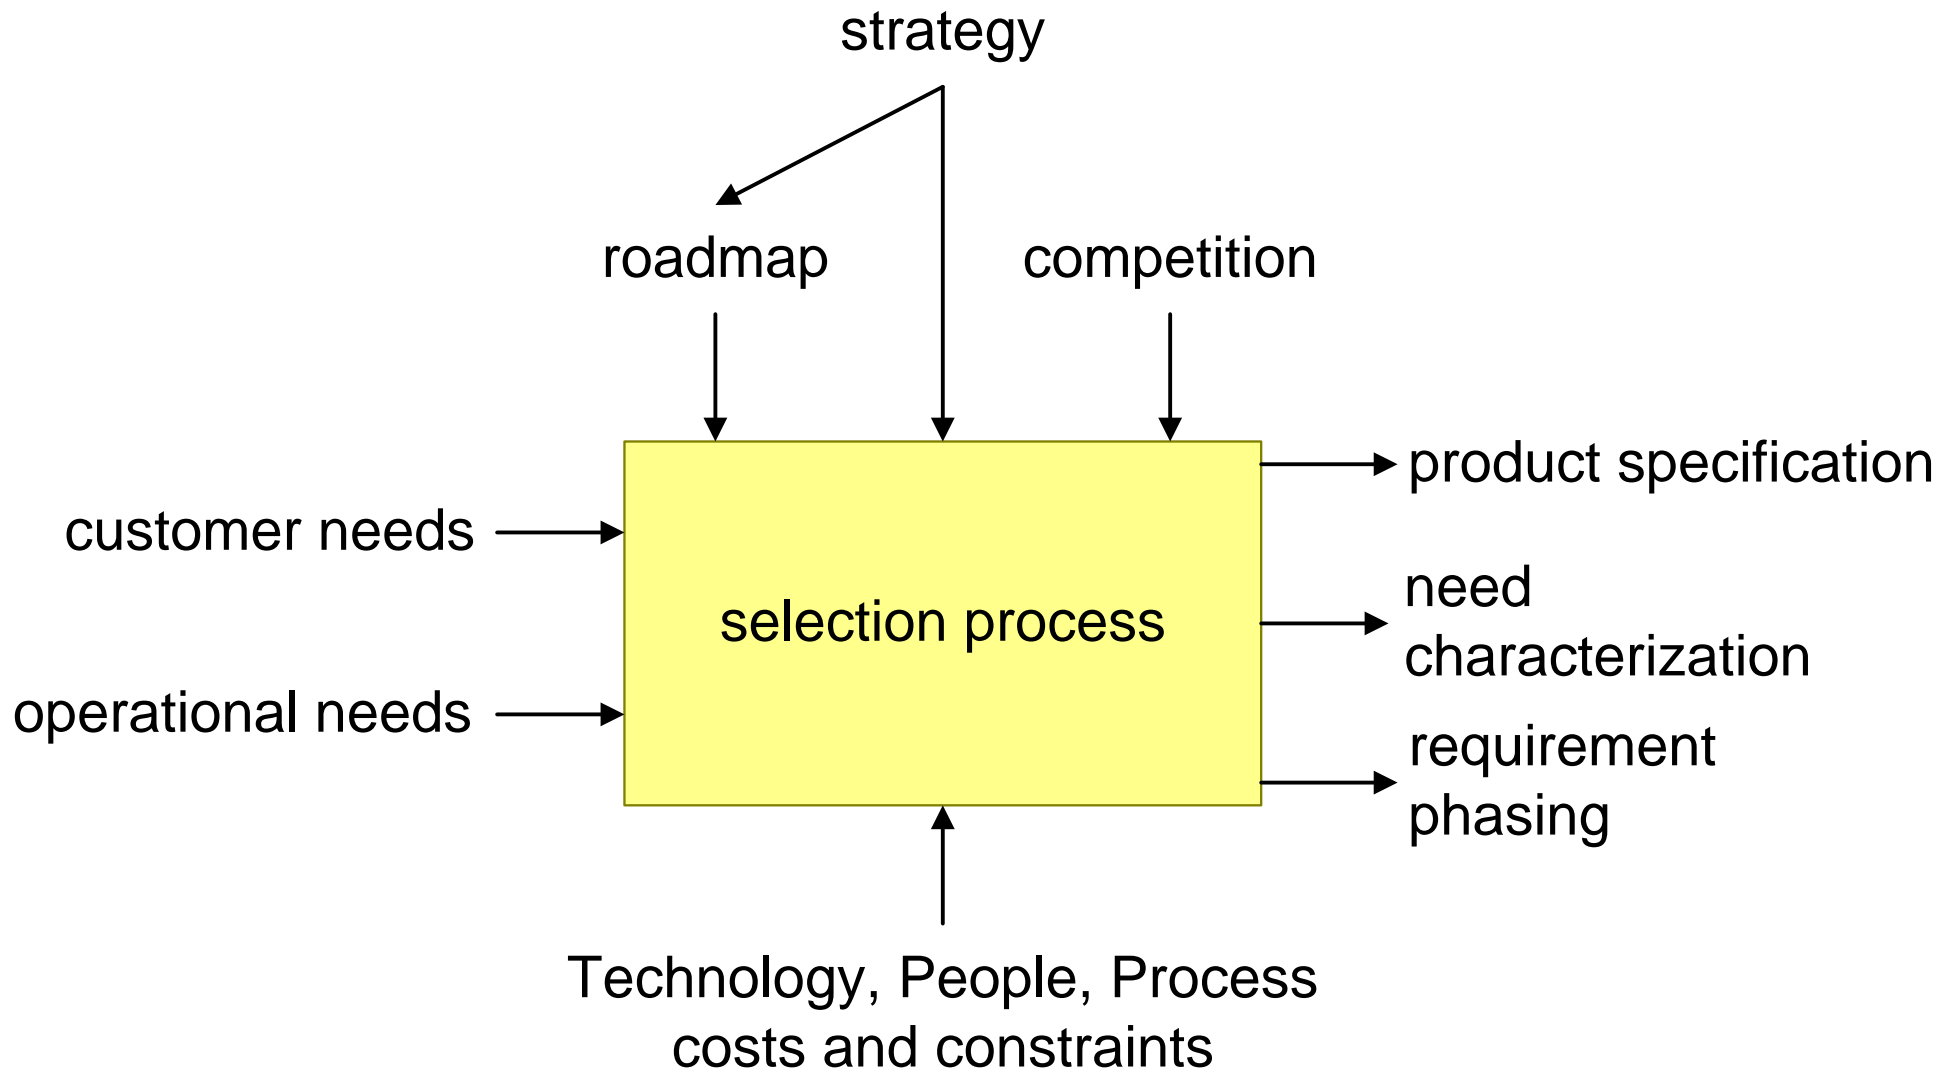 strategy
roadmap
competition
product specification
customer needs
need
characterization
selection process
operational needs
requirement
phasing
Technology, People, Process
costs and constraints